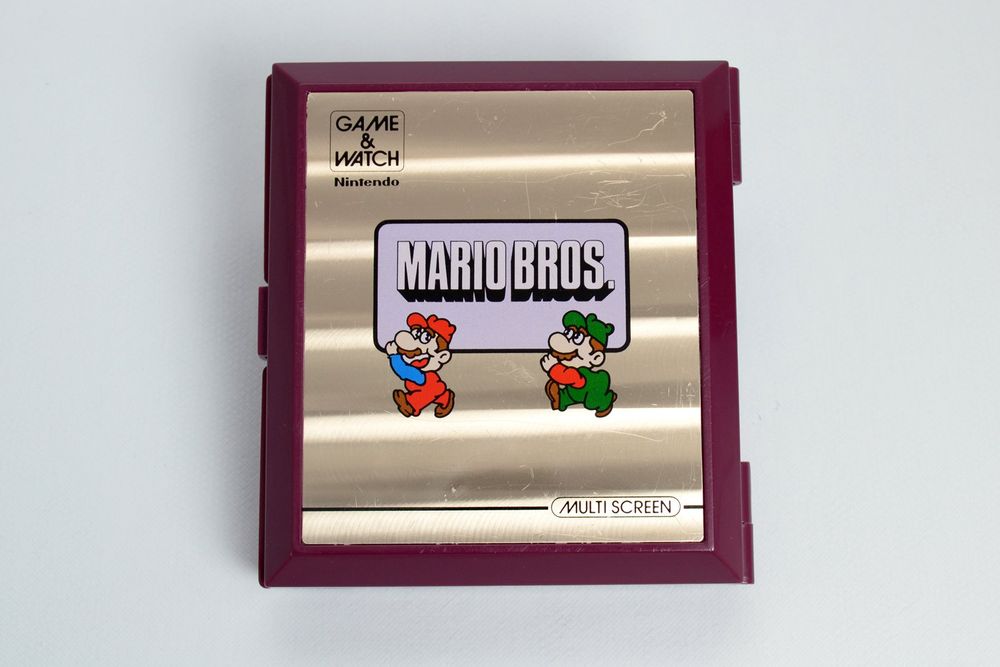 GAME
&
WATCH
Nintendo
MARIO BROS.
MULTI SCREEN